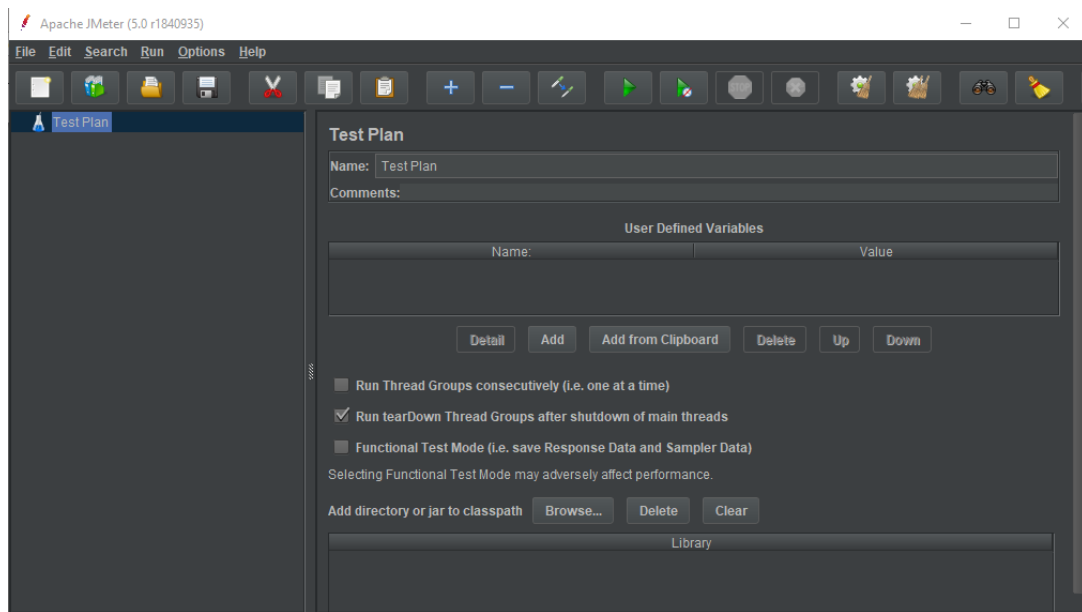 Apache JMeter (5.0 r1840935)
File Edit Search Run Options Help
STOP
Test Plan
Test Plan
Name: Test Plan
Comments:
User Defined Variables
Name: Value
Detail Add Add from Clipboard Delete Up Down
Run Thread Groups consecutively (i.e. one at a time)
Run tearDown Thread Groups after shutdown of main threads
Functional Test Mode (i.e. save Response Data and Sampler Data)
Selecting Functional Test Mode may adversely affect performance.
Add directory or jar to classpath Browse... Delete Clear
Library